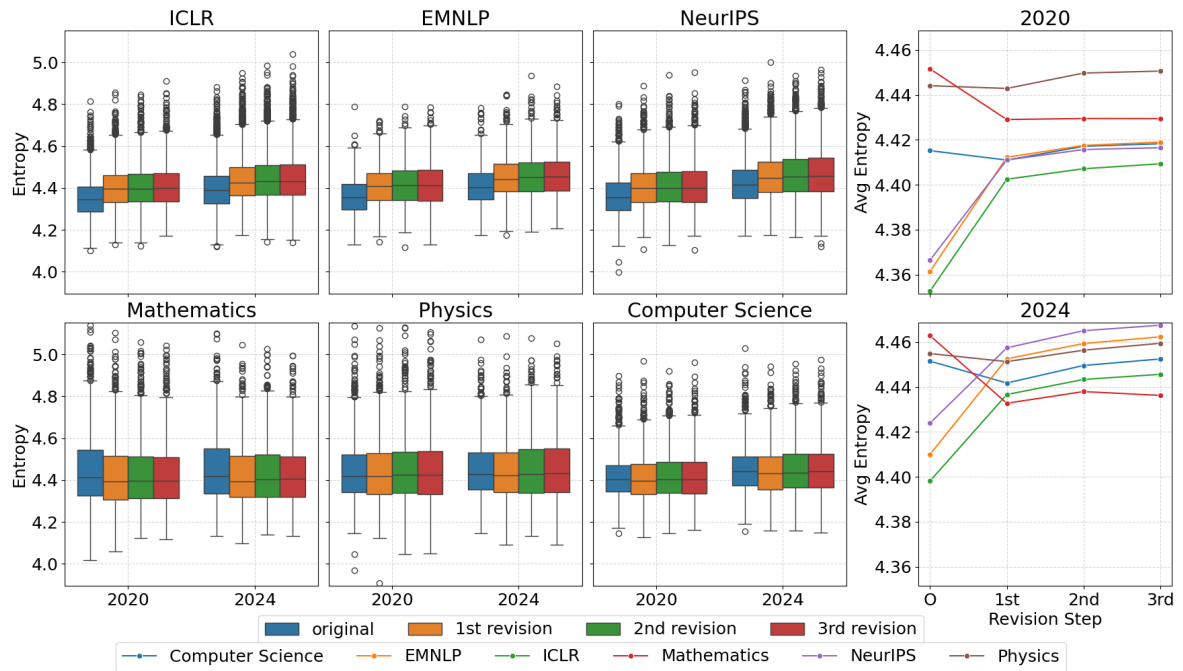 ICLR
EMNLP
NeurIPS
2020
Entropy
5.0
4.8
4.6
4.4
4.2
4.0
Avg Entropy
4.46
4.44
4.42
4.40
4.38
4.36
Mathematics
Physics
Computer Science
2024
Entropy
5.0
4.8
4.6
4.4
4.2
4.0
2020 2024
2020 2024
2020 2024
Avg Entropy
4.46
4.44
4.42
4.40
4.38
4.36
O 1st 2nd 3rd
Revision Step
original 1st revision 2nd revision 3rd revision
Computer Science EMNLP ICLR Mathematics NeurIPS Physics